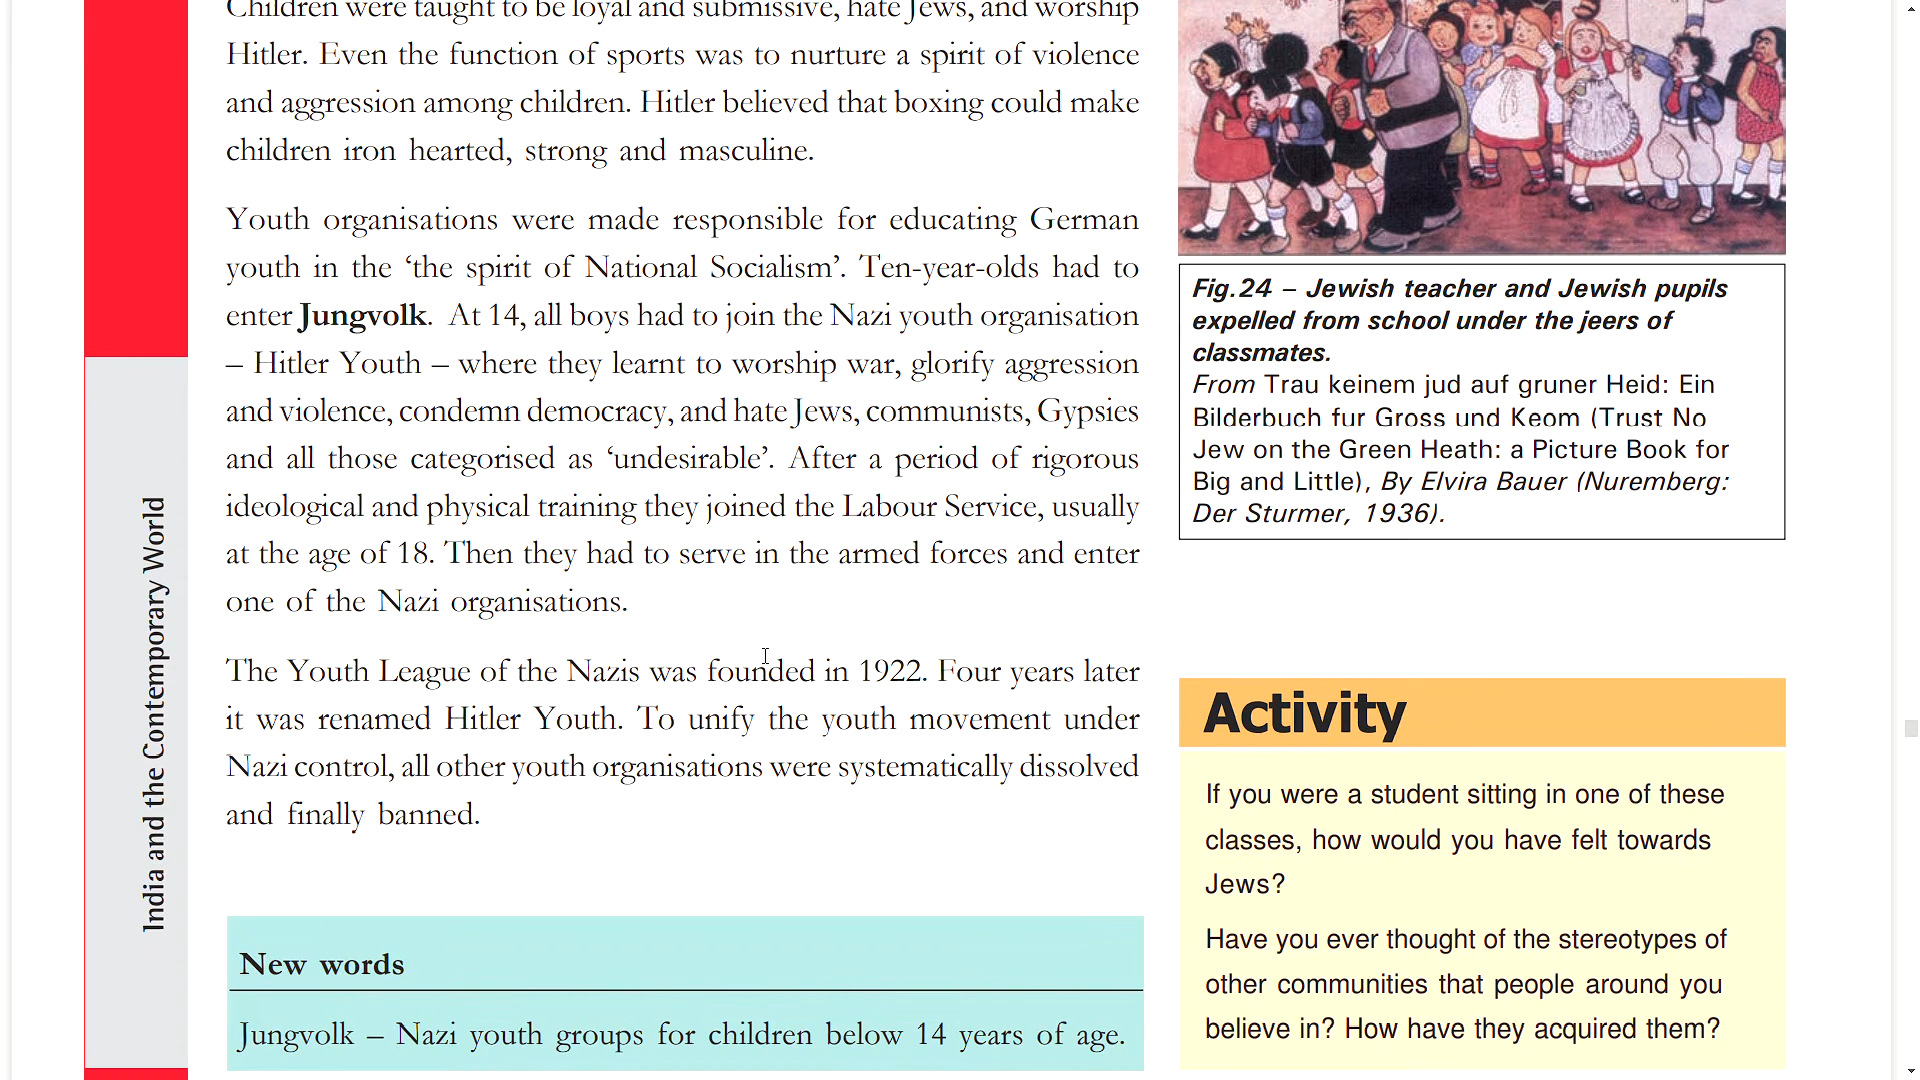 Children were taught to be loyal and submissive, hate Jews, and worship
Hitler. Even the function of sports was to nurture a spirit of violence
and aggression among children. Hitler believed that boxing could make
children iron hearted, strong and masculine.
Youth organisations were made responsible for educating German
youth in the ‘the spirit of National Socialism’. Ten-year-olds had to
enter Jungvolk. At 14, all boys had to join the Nazi youth organisation
– Hitler Youth – where they learnt to worship war, glorify aggression
and violence, condemn democracy, and hate Jews, communists, Gypsies
and all those categorised as ‘undesirable’. After a period of rigorous
ideological and physical training they joined the Labour Service, usually
at the age of 18. Then they had to serve in the armed forces and enter
one of the Nazi organisations.
The Youth League of the Nazis was founded in 1922. Four years later
it was renamed Hitler Youth. To unify the youth movement under
Nazi control, all other youth organisations were systematically dissolved
and finally banned.
New words
Jungvolk – Nazi youth groups for children below 14 years of age.
Fig.24 – Jewish teacher and Jewish pupils
expelled from school under the jeers of
classmates.
From Trau keinem jud auf gruner Heid: Ein
Bilderbuch fur Gross und Keom (Trust No
Jew on the Green Heath: a Picture Book for
Big and Little), By Elvira Bauer (Nuremberg:
Der Sturmer, 1936).
Activity
If you were a student sitting in one of these
classes, how would you have felt towards
Jews?
Have you ever thought of the stereotypes of
other communities that people around you
believe in? How have they acquired them?
India and the Contemporary World